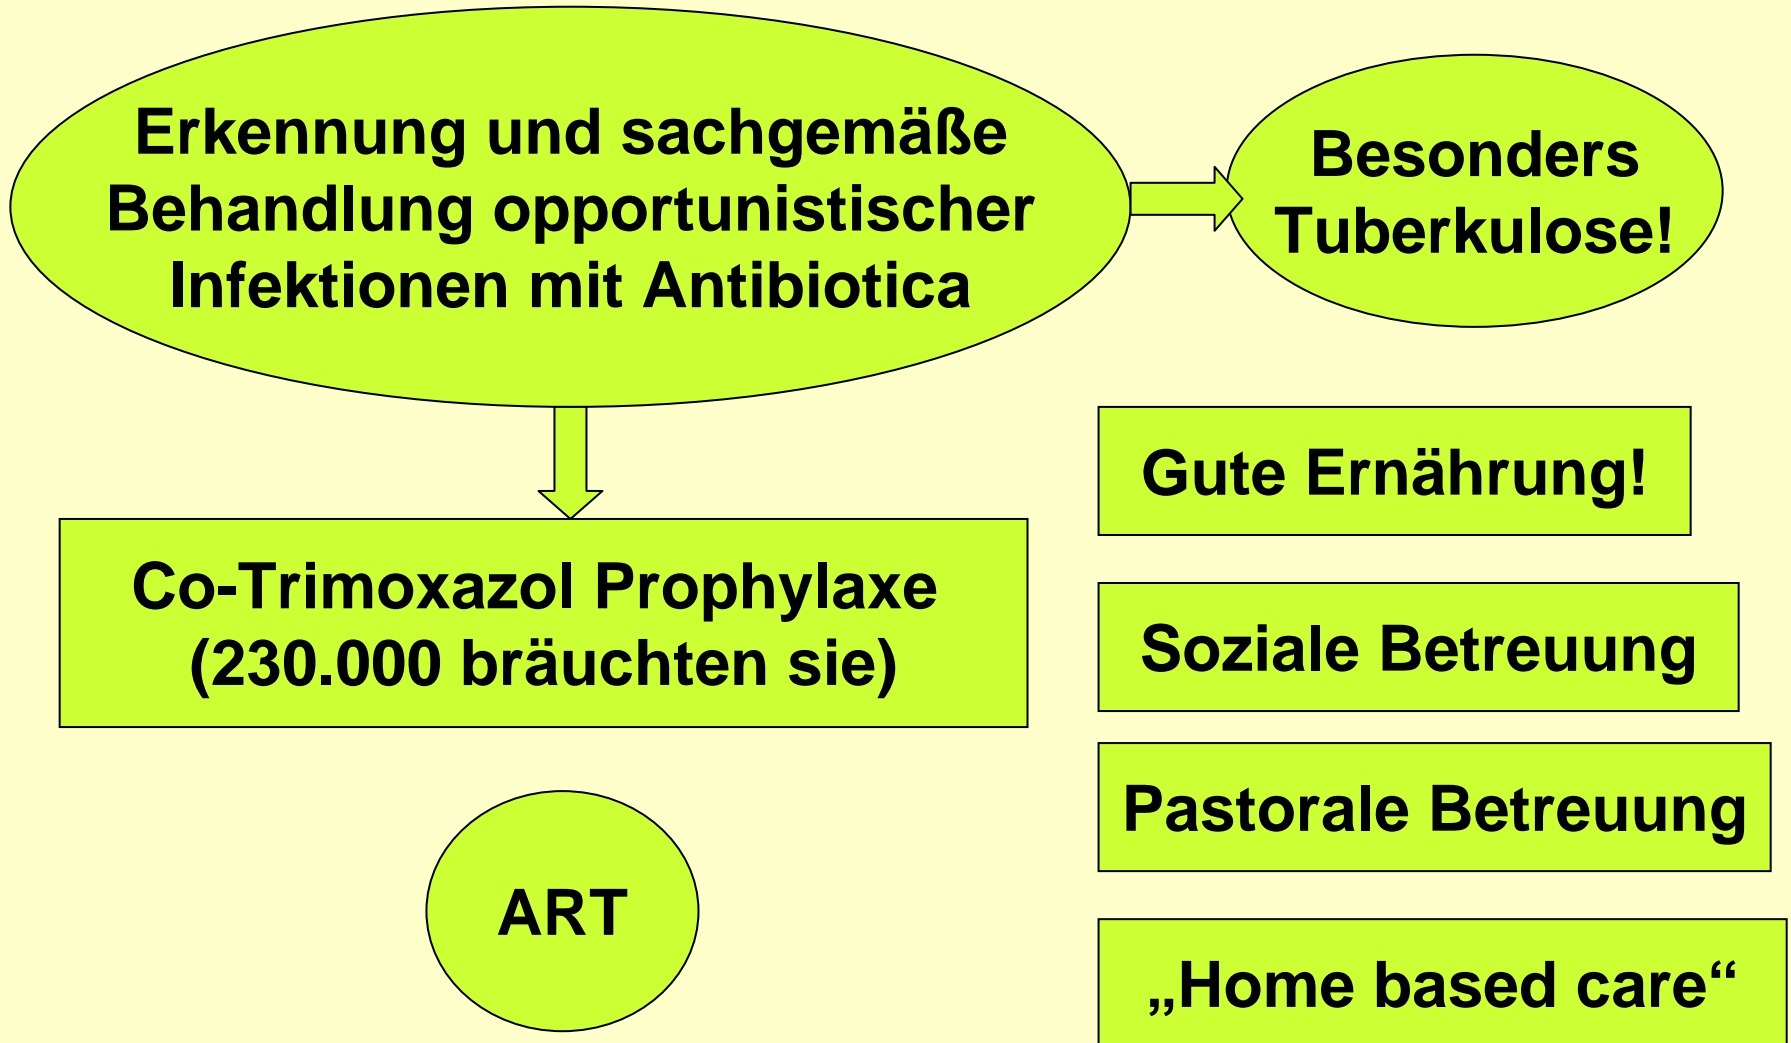 Erkennung und sachgemäße
Behandlung opportunistischer
Infektionen mit Antibiotica
Besonders
Tuberkulose!
Co-Trimoxazol Prophylaxe
(230.000 bräuchten sie)
ART
Gute Ernährung!
Soziale Betreuung
Pastorale Betreuung
„Home based care“